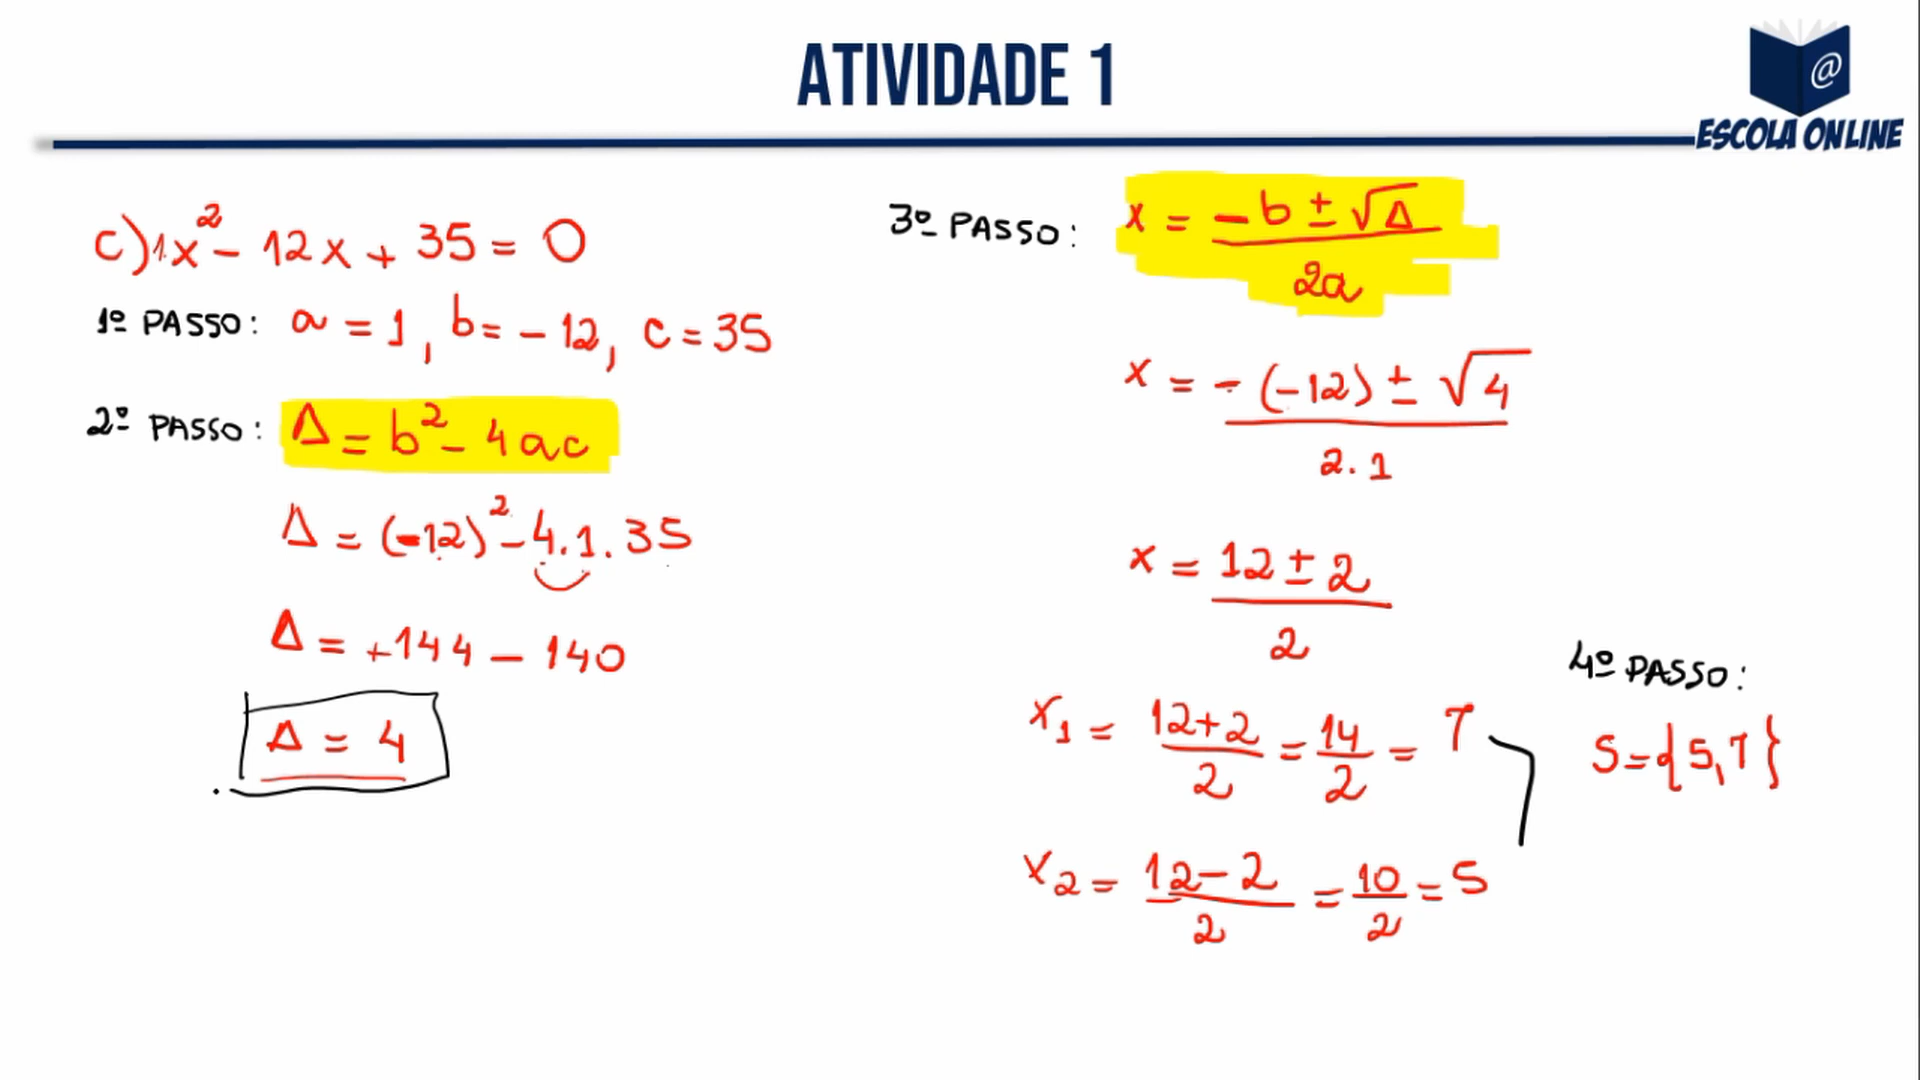 ATIVIDADE 1
@
ESCOLA ONLINE
c) 1x² - 12x + 35 = 0
1º PASSO: a = 1, b = -12, c = 35
2º PASSO: Δ = b² - 4ac
Δ = (-12)² - 4.1.35
Δ = +144 - 140
Δ = 4
3º PASSO: x = -b ± √Δ / 2a
x = -(-12) ± √4 / 2.1
x = 12 ± 2 / 2
x₁ = 12+2 / 2 = 14/2 = 7
x₂ = 12-2 / 2 = 10/2 = 5
4º PASSO:
S={5,7}